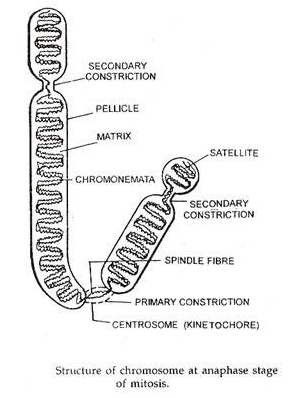 SECONDARY
CONSTRICTION
PELLICLE
MATRIX
SATELLITE
CHROMONEMATA
SECONDARY
CONSTRICTION
SPINDLE FIBRE
PRIMARY CONSTRICTION
CENTROSOME (KINETOCHORE)
Structure of chromosome at anaphase stage
of mitosis.